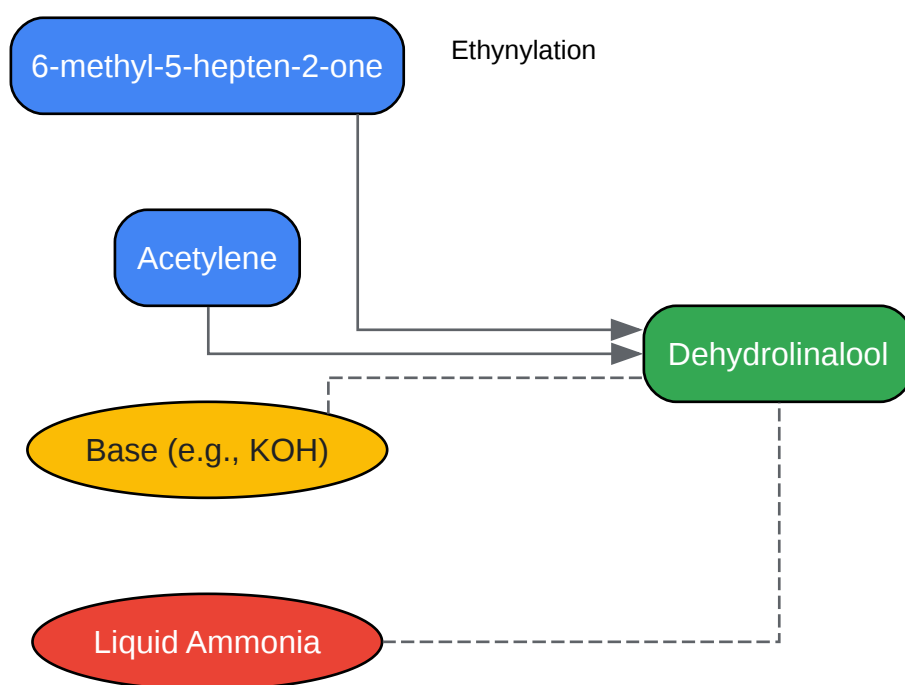 6-methyl-5-hepten-2-one
Ethynylation
Acetylene
Dehydrolinalool
Base (e.g., KOH)
Liquid Ammonia